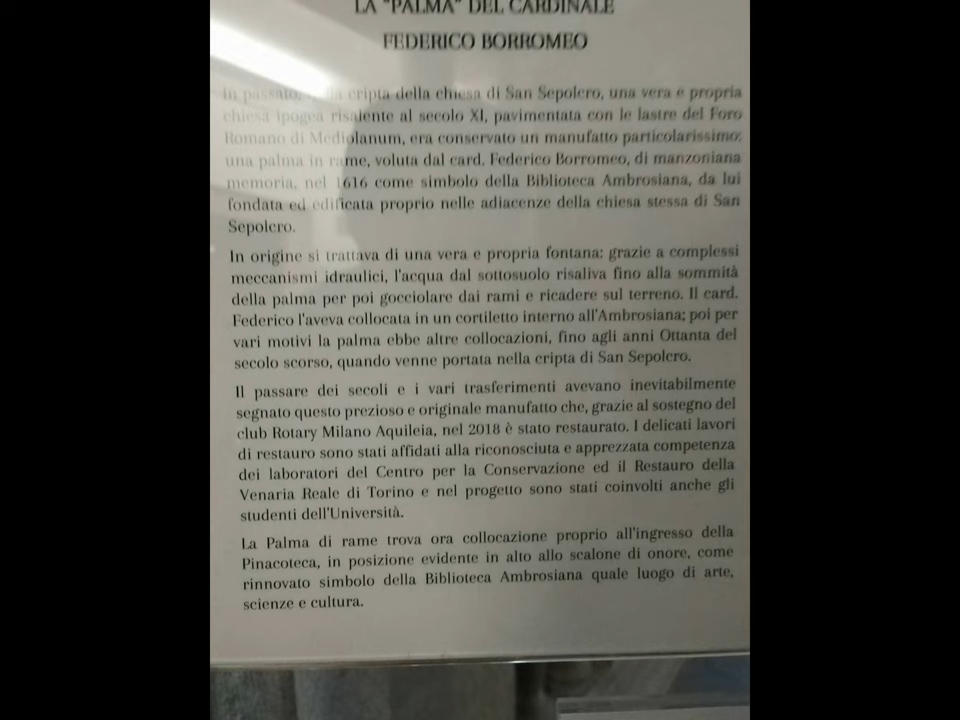 LA "PALMA" DEL CARDINALE
FEDERICO BORROMEO
In passato, cripta della chiesa di San Sepolcro, una vera e propria
chiesa ipogea risalente al secolo XI, pavimentata con le lastre del Foro
Romano di Mediolanum, era conservato un manufatto particolarissimo:
una palma in rame, voluta dal card. Federico Borromeo, di manzoniana
memoria, nel 1616 come simbolo della Biblioteca Ambrosiana, da lui
fondata ed edificata proprio nelle adiacenze della chiesa stessa di San
Sepolcro.
In origine si trattava di una vera e propria fontana: grazie a complessi
meccanismi idraulici, l'acqua dal sottosuolo risaliva fino alla sommità
della palma per poi gocciolare dai rami e ricadere sul terreno. Il card.
Federico l'aveva collocata in un cortiletto interno all'Ambrosiana; poi per
vari motivi la palma ebbe altre collocazioni, fino agli anni Ottanta del
secolo scorso, quando venne portata nella cripta di San Sepolcro.
Il passare dei secoli e i vari trasferimenti avevano inevitabilmente
segnato questo prezioso e originale manufatto che, grazie al sostegno del
club Rotary Milano Aquileia, nel 2018 è stato restaurato. I delicati lavori
di restauro sono stati affidati alla riconosciuta e apprezzata competenza
dei laboratori del Centro per la Conservazione ed il Restauro della
Venaria Reale di Torino e nel progetto sono stati coinvolti anche gli
studenti dell'Università.
La Palma di rame trova ora collocazione proprio all'ingresso della
Pinacoteca, in posizione evidente in alto allo scalone di onore, come
rinnovato simbolo della Biblioteca Ambrosiana quale luogo di arte,
scienze e cultura.